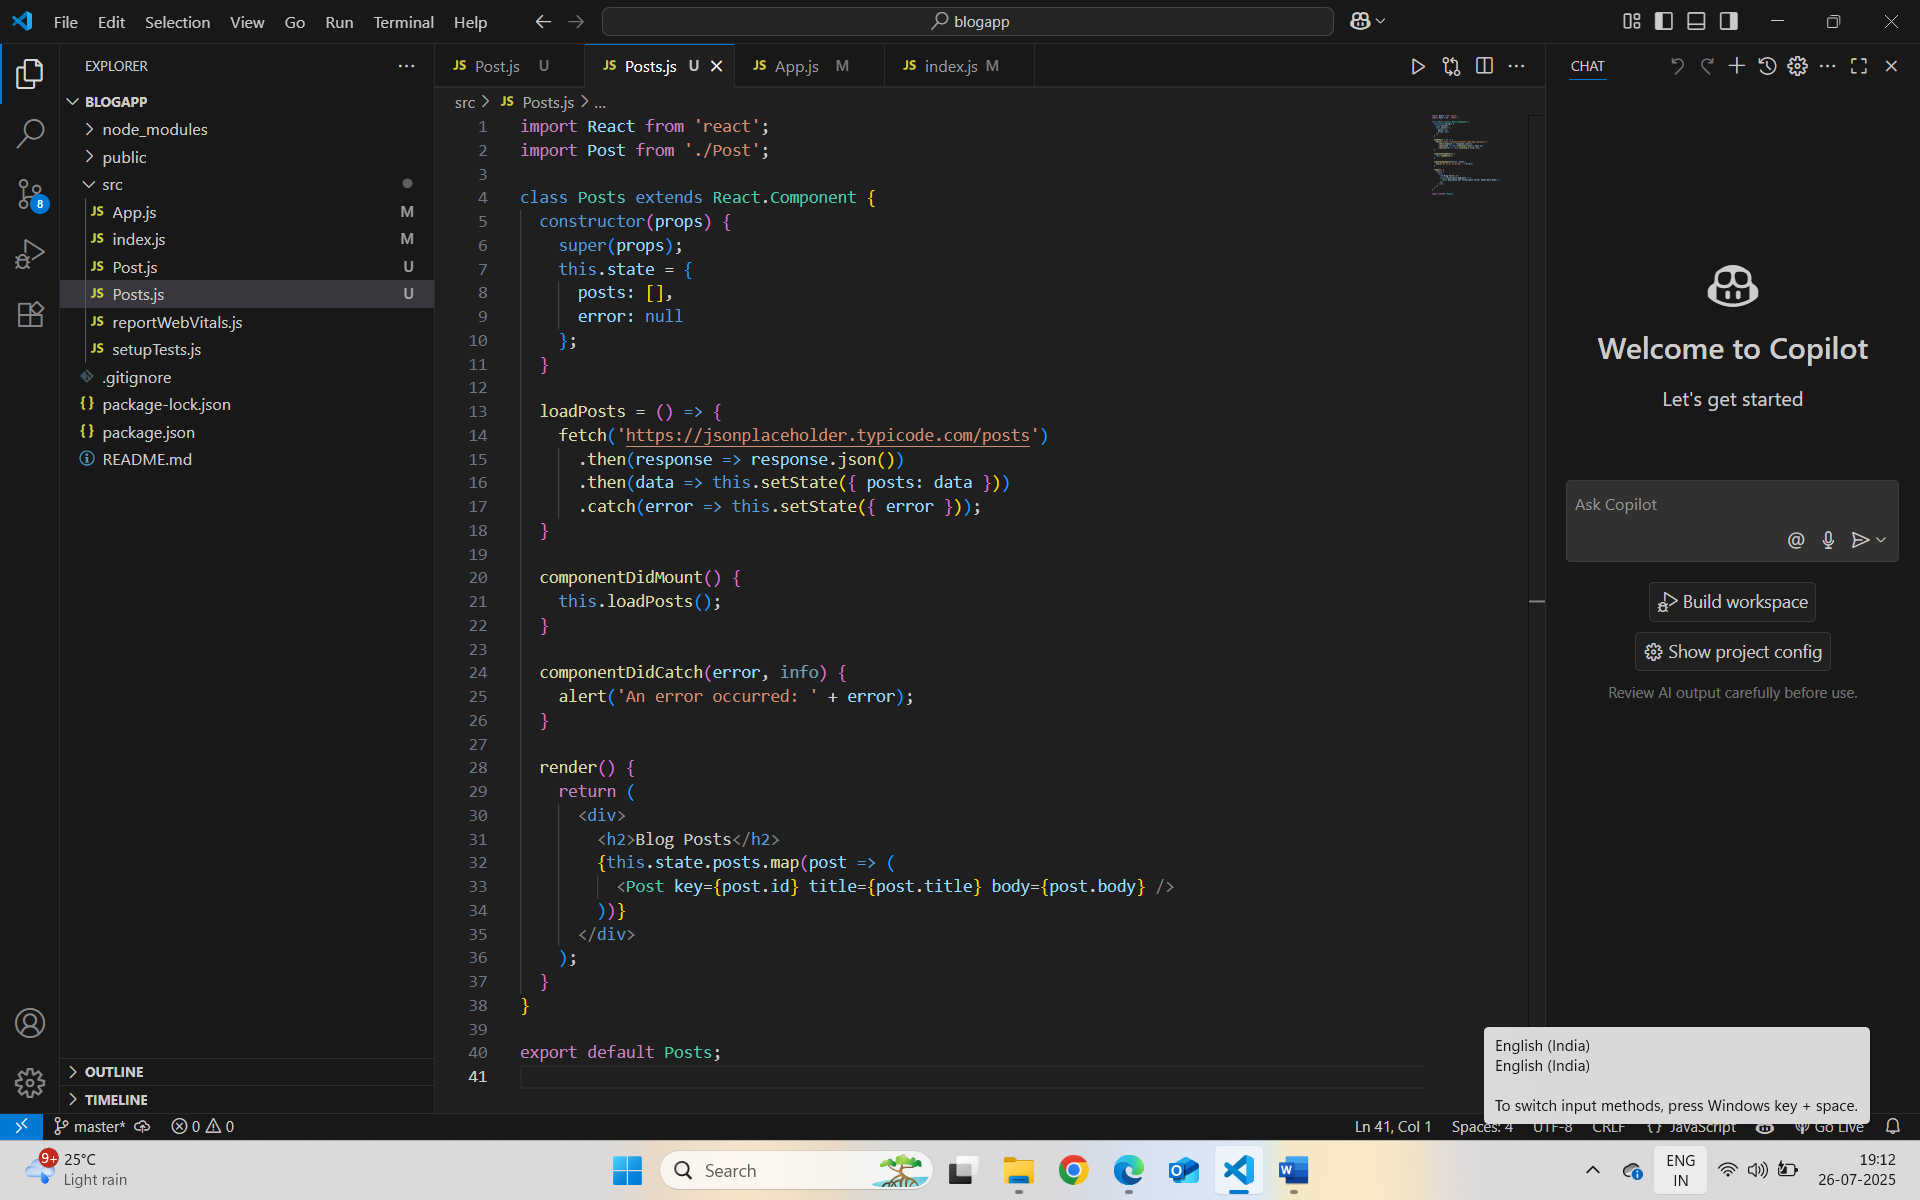 File Edit Selection View Go Run Terminal Help
blogapp
EXPLORER
BLOGAPP
node_modules
public
src
App.js M
index.js M
Post.js U
Posts.js U
reportWebVitals.js
setupTests.js
.gitignore
package-lock.json
package.json
README.md
OUTLINE
TIMELINE
8
JS Post.js U
JS Posts.js U
JS App.js M
JS index.js M
src > JS Posts.js > ...
1 import React from 'react';
2 import Post from './Post';
3
4 class Posts extends React.Component {
5 constructor(props) {
6 super(props);
7 this.state = {
8 posts: [],
9 error: null
10 };
11 }
12
13 loadPosts = () => {
14 fetch('https://jsonplaceholder.typicode.com/posts')
15 .then(response => response.json())
16 .then(data => this.setState({ posts: data }))
17 .catch(error => this.setState({ error }));
18 }
19
20 componentDidMount() {
21 this.loadPosts();
22 }
23
24 componentDidCatch(error, info) {
25 alert('An error occurred: ' + error);
26 }
27
28 render() {
29 return (
30 <div>
31 <h2>Blog Posts</h2>
32 {this.state.posts.map(post => (
33 <Post key={post.id} title={post.title} body={post.body} />
34 ))}
35 </div>
36 );
37 }
38 }
39
40 export default Posts;
41
CHAT
Welcome to Copilot
Let's get started
Ask Copilot
Build workspace
Show project config
Review AI output carefully before use.
English (India)
English (India)
To switch input methods, press Windows key + space.
master* 0 0
Ln 41, Col 1 Spaces: 4 UTF-8 CRLF {} JavaScript Go Live
9+
25°C
Light rain
Search
ENG
IN
19:12
26-07-2025